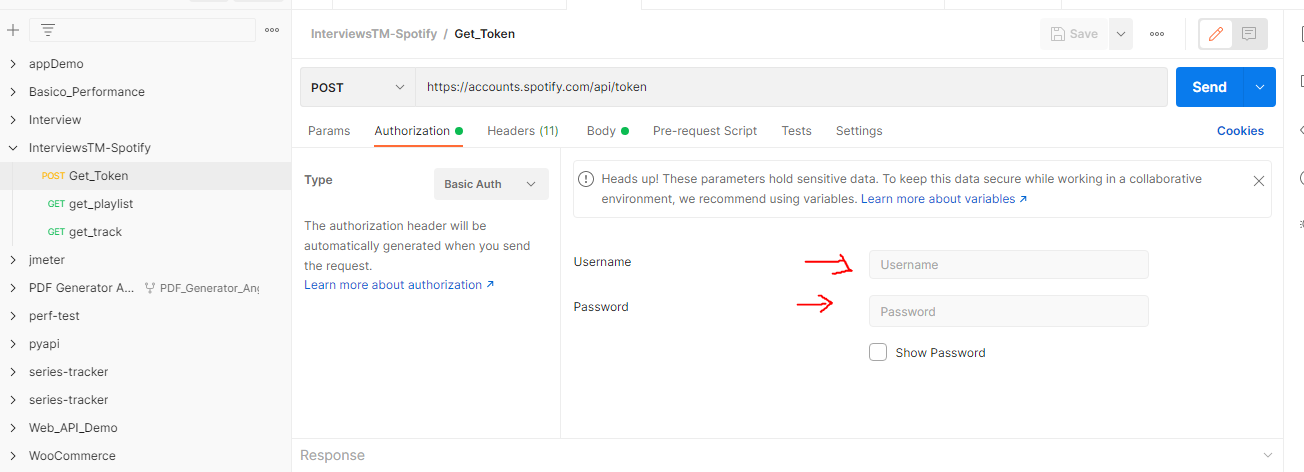 InterviewsTM-Spotify / Get_Token
Save
appDemo
Basico_Performance
Interview
InterviewsTM-Spotify
POST Get_Token
GET get_playlist
GET get_track
jmeter
PDF Generator A... PDF_Generator_Ang
perf-test
pyapi
series-tracker
series-tracker
Web_API_Demo
WooCommerce
POST https://accounts.spotify.com/api/token Send
Params Authorization Headers (11) Body Pre-request Script Tests Settings Cookies
Type Basic Auth
The authorization header will be
automatically generated when you send
the request.
Learn more about authorization ↗
Heads up! These parameters hold sensitive data. To keep this data secure while working in a collaborative
environment, we recommend using variables. Learn more about variables ↗
Username Username
Password Password
Show Password
Response